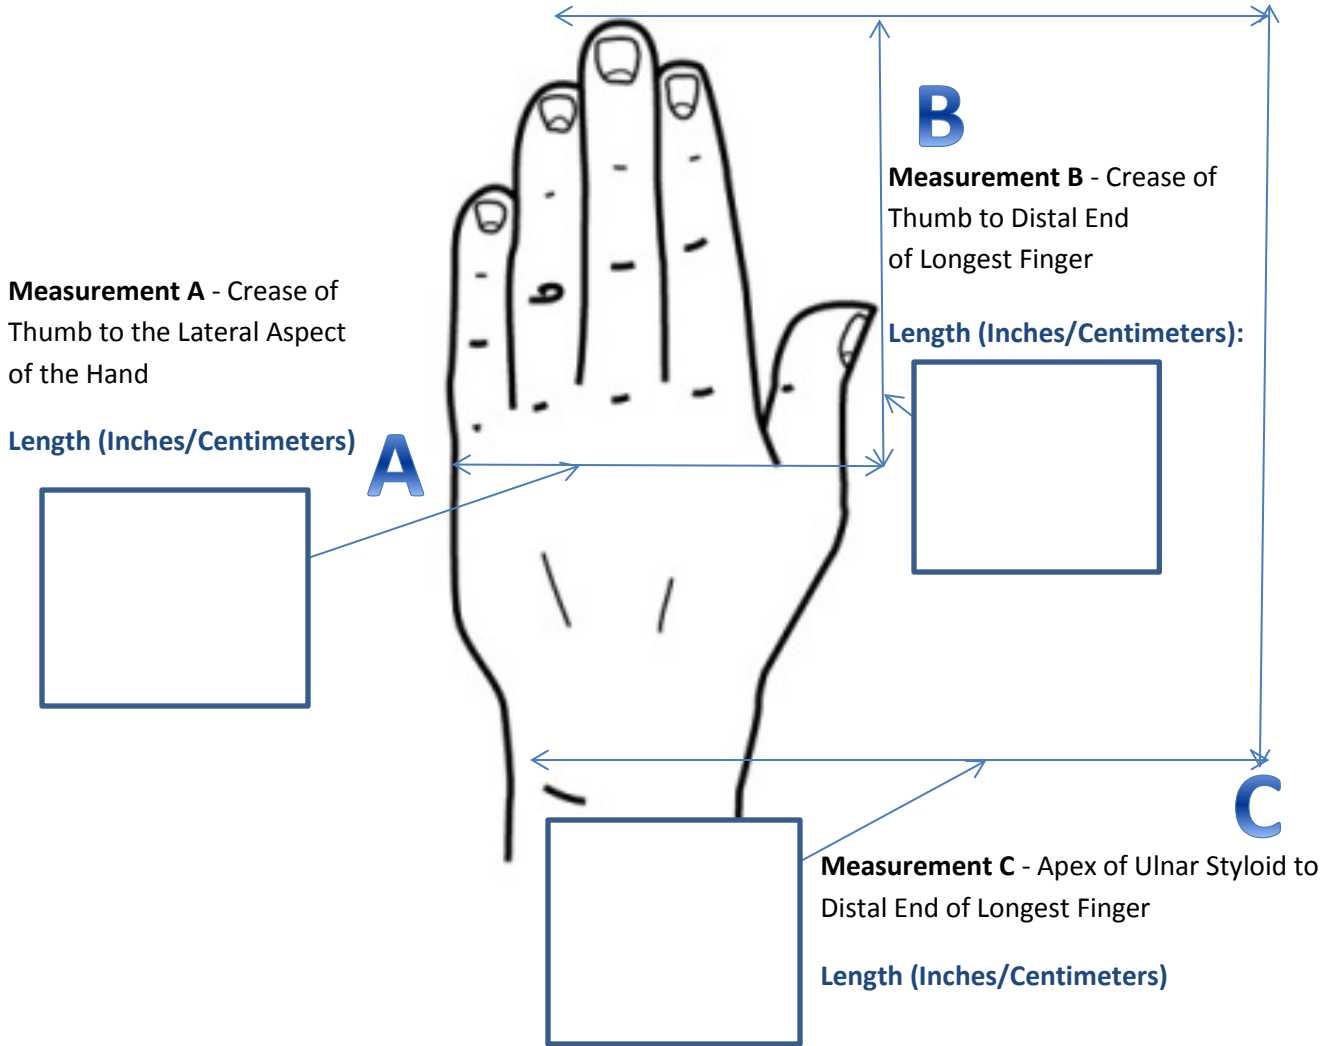 B
Measurement B - Crease of
Thumb to Distal End
of Longest Finger
Length (Inches/Centimeters):
Measurement A - Crease of
Thumb to the Lateral Aspect
of the Hand
Length (Inches/Centimeters)
A
C
Measurement C - Apex of Ulnar Styloid to
Distal End of Longest Finger
Length (Inches/Centimeters)